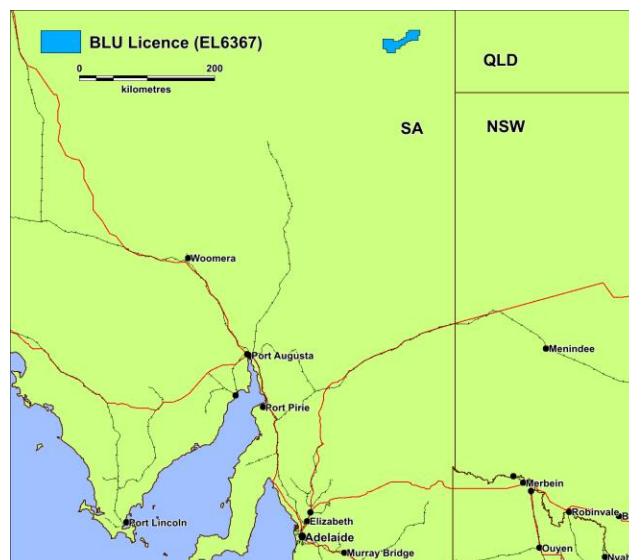 BLU Licence (EL6367)
0 200
kilometres
QLD
SA
NSW
Woomera
Menindee
Port Augusta
Port Pirie
Merbein
Robinvale
B
Port Lincoln
Elizabeth
Adelaide
Ouyen
Murray Bridge
Nyah